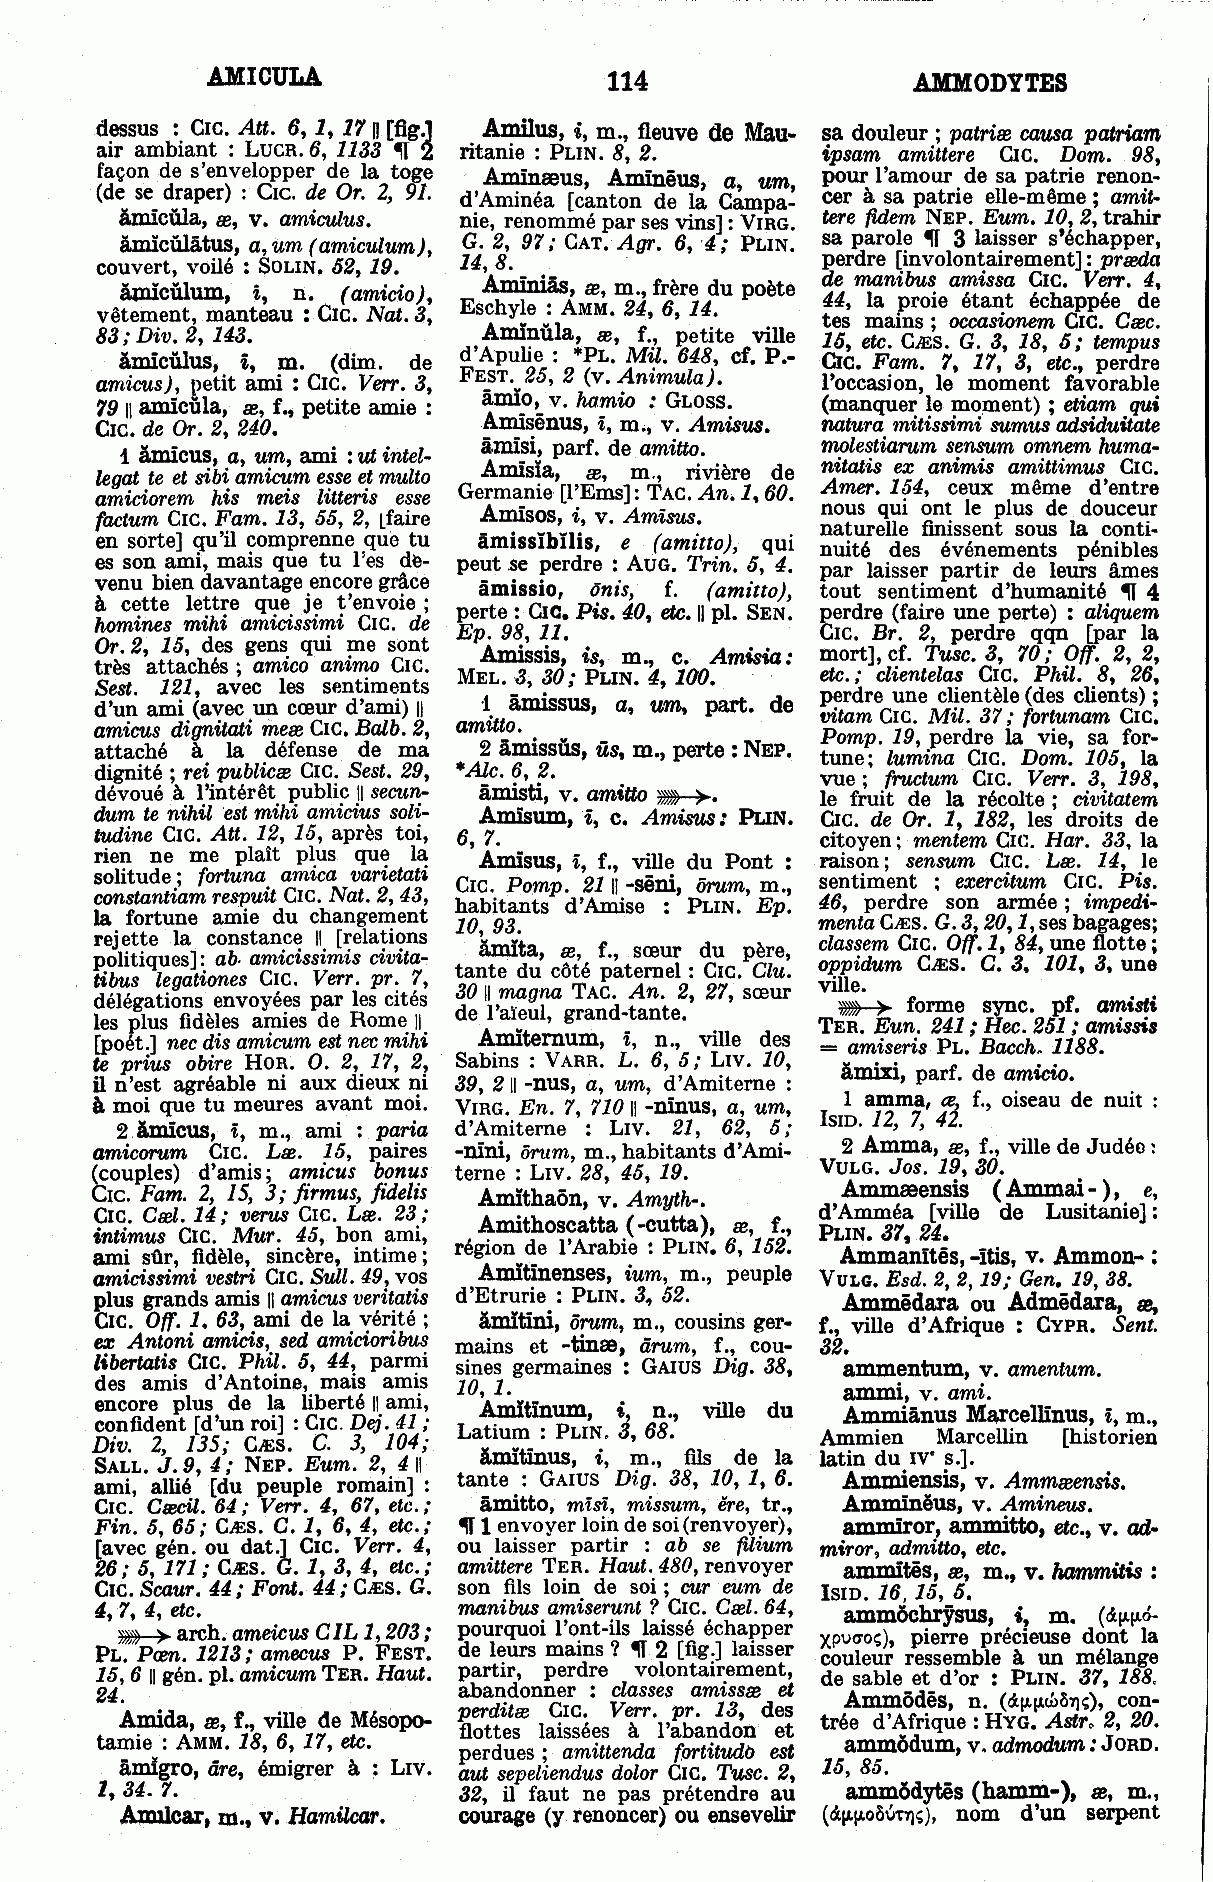 AMICULA
114
AMMODYTES
dessus : CIC. Att. 6, 1, 17 || [fig.]
air ambiant : LUCR. 6, 1133 ¶ 2
façon de s'envelopper de la toge
(de se draper) : CIC. de Or. 2, 91.
ămīcŭla, æ, v. amiculus.
ămĭcŭlātus, a, um (amiculum),
couvert, voilé : SOLIN. 52, 19.
ămĭcŭlum, i, n. (amicio),
vêtement, manteau : CIC. Nat. 3,
83 ; Div. 2, 143.
ămīcŭlus, ī, m. (dim. de
amicus), petit ami : CIC. Verr. 3,
79 || amīcŭla, æ, f., petite amie :
CIC. de Or. 2, 240.
1 ămīcus, a, um, ami : ut intel-
legat te et sibi amicum esse et multo
amiciorem his meis litteris esse
factum CIC. Fam. 13, 55, 2, [faire
en sorte] qu'il comprenne que tu
es son ami, mais que tu l'es de-
venu bien davantage encore grâce
à cette lettre que je t'envoie ;
homines mihi amicissimi CIC. de
Or. 2, 15, des gens qui me sont
très attachés ; amico animo CIC.
Sest. 121, avec les sentiments
d'un ami (avec un cœur d'ami) ||
amicus dignitati meæ CIC. Balb. 2,
attaché à la défense de ma
dignité ; rei publicæ CIC. Sest. 29,
dévoué à l'intérêt public || secun-
dum te nihil est mihi amicius soli-
tudine CIC. Att. 12, 15, après toi,
rien ne me plaît plus que la
solitude ; fortuna amica varietati
constantiam respuit CIC. Nat. 2, 43,
la fortune amie du changement
rejette la constance || [relations
politiques] : ab amicissimis civita-
tibus legationes CIC. Verr. pr. 7,
délégations envoyées par les cités
les plus fidèles amies de Rome ||
[poét.] nec dis amicum est nec mihi
te prius obire HOR. O. 2, 17, 2,
il n'est agréable ni aux dieux ni
à moi que tu meures avant moi.
2 ămīcus, ī, m., ami : paria
amicorum CIC. Læ. 15, paires
(couples) d'amis ; amicus bonus
CIC. Fam. 2, 15, 3 ; firmus, fidelis
CIC. Cæl. 14 ; verus CIC. Læ. 23 ;
intimus CIC. Mur. 45, bon ami,
ami sûr, fidèle, sincère, intime ;
amicissimi vestri CIC. Sull. 49, vos
plus grands amis || amicus veritatis
CIC. Off. 1, 63, ami de la vérité ;
ex Antoni amicis, sed amicioribus
libertatis CIC. Phil. 5, 44, parmi
des amis d'Antoine, mais amis
encore plus de la liberté || ami,
confident [d'un roi] : CIC. Dej. 41 ;
Div. 2, 135 ; CÆS. C. 3, 104 ;
SALL. J. 9, 4 ; NEP. Eum. 2, 4 ||
ami, allié [du peuple romain] :
CIC. Cæcil. 64 ; Verr. 4, 67, etc. ;
Fin. 5, 65 ; CÆS. C. 1, 6, 4, etc. ;
[avec gén. ou dat.] CIC. Verr. 4,
26 ; 5, 171 ; CÆS. G. 1, 3, 4, etc. ;
CIC. Scaur. 44 ; Font. 44 ; CÆS. G.
4, 7, 4, etc.
⟶ arch. ameicus CIL 1, 203 ;
PL. Pœn. 1213 ; amecus P. FEST.
15, 6 || gén. pl. amicum TER. Haut.
24.
Amida, æ, f., ville de Mésopo-
tamie : AMM. 18, 6, 17, etc.
āmĭgro, āre, émigrer à : LIV.
1, 34. 7.
Amilcar, m., v. Hamilcar.
Amilus, i, m., fleuve de Mau-
ritanie : PLIN. 8, 2.
Amīnæus, Amīnēus, a, um,
d'Aminéa [canton de la Campa-
nie, renommé par ses vins] : VIRG.
G. 2, 97 ; CAT. Agr. 6, 4 ; PLIN.
14, 8.
Amīniās, æ, m., frère du poète
Eschyle : AMM. 24, 6, 14.
Amīnŭla, æ, f., petite ville
d'Apulie : *PL. Mil. 648, cf. P.-
FEST. 25, 2 (v. Animula).
āmĭo, v. hamio : GLOSS.
Amīsēnus, ī, m., v. Amisus.
āmīsi, parf. de amitto.
Amīsĭa, æ, m., rivière de
Germanie [l'Ems] : TAC. An. 1, 60.
Amīsos, i, v. Amīsus.
āmissĭbĭlis, e (amitto), qui
peut se perdre : AUG. Trin. 5, 4.
āmissio, ōnis, f. (amitto),
perte : CIC. Pis. 40, etc. || pl. SEN.
Ep. 98, 11.
Amissis, is, m., c. Amisia :
MEL. 3, 30 ; PLIN. 4, 100.
1 āmissus, a, um, part. de
amitto.
2 āmissŭs, ūs, m., perte : NEP.
*Alc. 6, 2.
āmisti, v. amitto ⟶.
Amīsum, ī, c. Amisus : PLIN.
6, 7.
Amīsus, ī, f., ville du Pont :
CIC. Pomp. 21 || -sēni, ōrum, m.,
habitants d'Amise : PLIN. Ep.
10, 93.
ămĭta, æ, f., sœur du père,
tante du côté paternel : CIC. Clu.
30 || magna TAC. An. 2, 27, sœur
de l'aïeul, grand-tante.
Amĭternum, ī, n., ville des
Sabins : VARR. L. 6, 5 ; LIV. 10,
39, 2 || -nus, a, um, d'Amiterne :
VIRG. En. 7, 710 || -nīnus, a, um,
d'Amiterne : LIV. 21, 62, 5 ;
-nīni, ōrum, m., habitants d'Ami-
terne : LIV. 28, 45, 19.
Amĭthaōn, v. Amyth-.
Amithoscatta (-cutta), æ, f.,
région de l'Arabie : PLIN. 6, 152.
Amĭtīnenses, ium, m., peuple
d'Etrurie : PLIN. 3, 52.
ămĭtīni, ōrum, m., cousins ger-
mains et -tinæ, ārum, f., cou-
sines germaines : GAIUS Dig. 38,
10, 1.
Amĭtīnum, i, n., ville du
Latium : PLIN. 3, 68.
ămĭtīnus, i, m., fils de la
tante : GAIUS Dig. 38, 10, 1, 6.
āmitto, mīsī, missum, ĕre, tr.,
¶ 1 envoyer loin de soi (renvoyer),
ou laisser partir : ab se filium
amittere TER. Haut. 480, renvoyer
son fils loin de soi ; cur eum de
manibus amiserunt ? CIC. Cæl. 64,
pourquoi l'ont-ils laissé échapper
de leurs mains ? ¶ 2 [fig.] laisser
partir, perdre volontairement,
abandonner : classes amissæ et
perditæ CIC. Verr. pr. 13, des
flottes laissées à l'abandon et
perdues ; amittenda fortitudo est
aut sepeliendus dolor CIC. Tusc. 2,
32, il faut ne pas prétendre au
courage (y renoncer) ou ensevelir
sa douleur ; patriæ causa patriam
ipsam amittere CIC. Dom. 98,
pour l'amour de sa patrie renon-
cer à sa patrie elle-même ; amit-
tere fidem NEP. Eum. 10, 2, trahir
sa parole ¶ 3 laisser s'échapper,
perdre [involontairement] : præda
de manibus amissa CIC. Verr. 4,
44, la proie étant échappée de
tes mains ; occasionem CIC. Cæc.
15, etc. CÆS. G. 3, 18, 5 ; tempus
CIC. Fam. 7, 17, 3, etc., perdre
l'occasion, le moment favorable
(manquer le moment) ; etiam qui
natura mitissimi sumus adsiduitate
molestiarum sensum omnem huma-
nitatis ex animis amittimus CIC.
Amer. 154, ceux même d'entre
nous qui ont le plus de douceur
naturelle finissent sous la conti-
nuité des événements pénibles
par laisser partir de leurs âmes
tout sentiment d'humanité ¶ 4
perdre (faire une perte) : aliquem
CIC. Br. 2, perdre qqn [par la
mort], cf. Tusc. 3, 70 ; Off. 2, 2,
etc. ; clientelas CIC. Phil. 8, 26,
perdre une clientèle (des clients) ;
vitam CIC. Mil. 37 ; fortunam CIC.
Pomp. 19, perdre la vie, sa for-
tune ; lumina CIC. Dom. 105, la
vue ; fructum CIC. Verr. 3, 198,
le fruit de la récolte ; civitatem
CIC. de Or. 1, 182, les droits de
citoyen ; mentem CIC. Har. 33, la
raison ; sensum CIC. Læ. 14, le
sentiment ; exercitum CIC. Pis.
46, perdre son armée ; impedi-
menta CÆS. G. 3, 20, 1, ses bagages ;
classem CIC. Off. 1, 84, une flotte ;
oppidum CÆS. C. 3, 101, 3, une
ville.
⟶ forme sync. pf. amisti
TER. Eun. 241 ; Hec. 251 ; amissis
= amiseris PL. Bacch. 1188.
ămixi, parf. de amicio.
1 amma, æ, f., oiseau de nuit :
ISID. 12, 7, 42.
2 Amma, æ, f., ville de Judée :
VULG. Jos. 19, 30.
Ammæensis (Ammai-), e,
d'Amméa [ville de Lusitanie] :
PLIN. 37, 24.
Ammanītēs, -ītis, v. Ammon- :
VULG. Esd. 2, 2, 19 ; Gen. 19, 38.
Ammēdara ou Admēdara, æ,
f., ville d'Afrique : CYPR. Sent.
32.
ammentum, v. amentum.
ammi, v. ami.
Ammiānus Marcellīnus, ī, m.,
Ammien Marcellin [historien
latin du IVe s.].
Ammiensis, v. Ammæensis.
Ammīnĕus, v. Amineus.
ammīror, ammitto, etc., v. ad-
miror, admitto, etc.
ammītēs, æ, m., v. hammitis :
ISID. 16, 15, 5.
ammŏchrȳsus, i, m. (ἀμμό-
χρυσος), pierre précieuse dont la
couleur ressemble à un mélange
de sable et d'or : PLIN. 37, 188.
Ammōdēs, n. (ἀμμώδης), con-
trée d'Afrique : HYG. Astr. 2, 20.
ammŏdum, v. admodum : JORD.
15, 85.
ammŏdytēs (hamm-), æ, m.,
(ἀμμοδύτης), nom d'un serpent